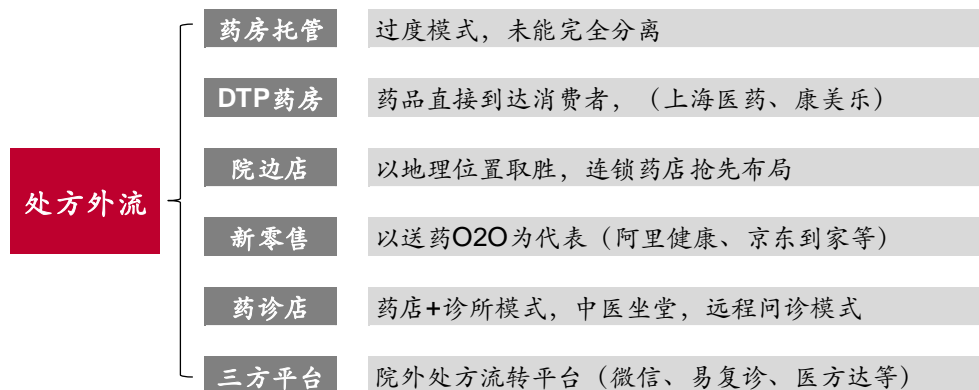 药房托管 过度模式，未能完全分离
DTP药房 药品直接到达消费者，（上海医药、康美乐）
院边店 以地理位置取胜，连锁药店抢先布局
处方外流
新零售 以送药O2O为代表（阿里健康、京东到家等）
药诊店 药店+诊所模式，中医坐堂，远程问诊模式
三方平台 院外处方流转平台（微信、易复诊、医方达等）